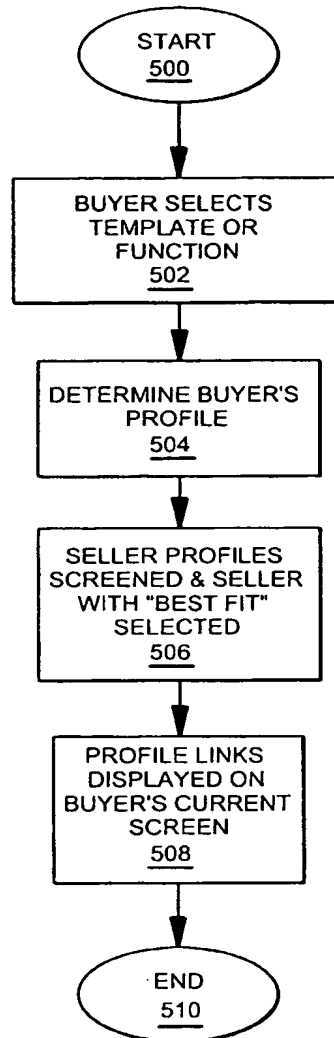 START
500
BUYER SELECTS
TEMPLATE OR
FUNCTION
502
DETERMINE BUYER'S
PROFILE
504
SELLER PROFILES
SCREENED & SELLER
WITH "BEST FIT"
SELECTED
506
PROFILE LINKS
DISPLAYED ON
BUYER'S CURRENT
SCREEN
508
END
510